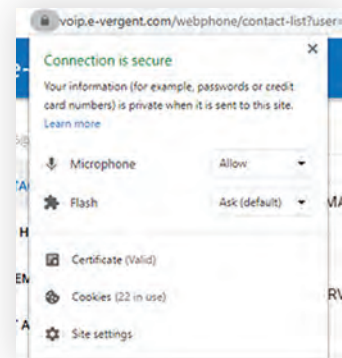 voip.e-vergent.com/webphone/contact-list?user=
Connection is secure
Your information (for example, passwords or credit
card numbers) is private when it is sent to this site.
Learn more
Microphone Allow
Flash Ask (default)
Certificate (Valid)
Cookies (22 in use)
Site settings